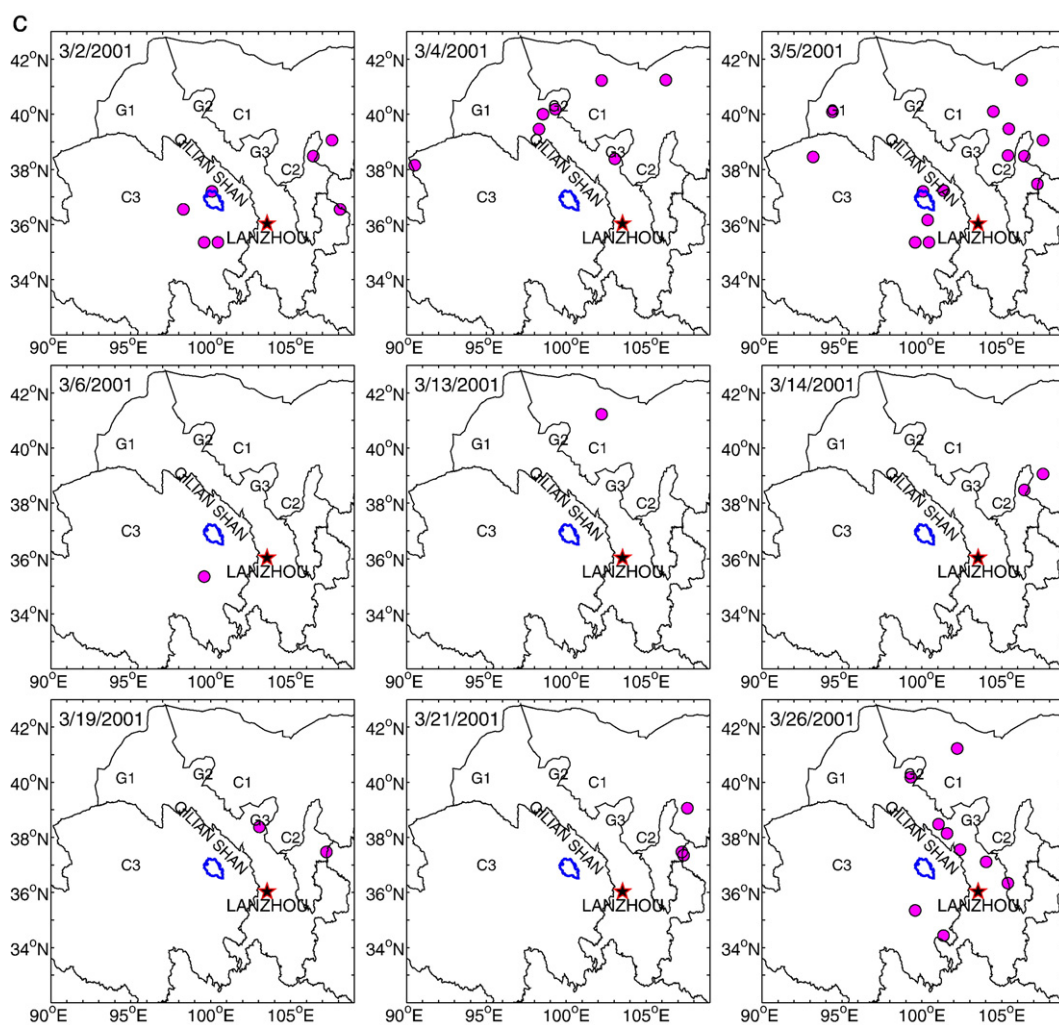 C
3/2/2001
3/4/2001
3/5/2001
42°N
G1
G2
C1
40°N
QILIAN SHAN
G3
38°N
C2
C3
36°N
LANZHOU
34°N
90°E 95°E 100°E 105°E
42°N
G1
G2
C1
40°N
QILIAN SHAN
G3
38°N
C2
C3
36°N
LANZHOU
34°N
90°E 95°E 100°E 105°E
42°N
G1
C1
40°N
QILIAN SHAN
G3
38°N
C2
C3
36°N
LANZHOU
34°N
90°E 95°E 100°E 105°E
3/6/2001
3/13/2001
3/14/2001
42°N
G1
G2
C1
40°N
QILIAN SHAN
G3
38°N
C2
C3
36°N
LANZHOU
34°N
90°E 95°E 100°E 105°E
42°N
G1
G2
C1
40°N
QILIAN SHAN
G3
38°N
C2
C3
36°N
LANZHOU
34°N
90°E 95°E 100°E 105°E
42°N
G1
G2
C1
40°N
QILIAN SHAN
G3
38°N
C2
C3
36°N
LANZHOU
34°N
90°E 95°E 100°E 105°E
3/19/2001
3/21/2001
3/26/2001
42°N
G1
G2
C1
40°N
QILIAN SHAN
G3
38°N
C2
C3
36°N
LANZHOU
34°N
90°E 95°E 100°E 105°E
42°N
G1
G2
C1
40°N
QILIAN SHAN
G3
38°N
C2
C3
36°N
LANZHOU
34°N
90°E 95°E 100°E 105°E
42°N
G1
G2
C1
40°N
QILIAN SHAN
G3
38°N
C2
C3
36°N
LANZHOU
34°N
90°E 95°E 100°E 105°E